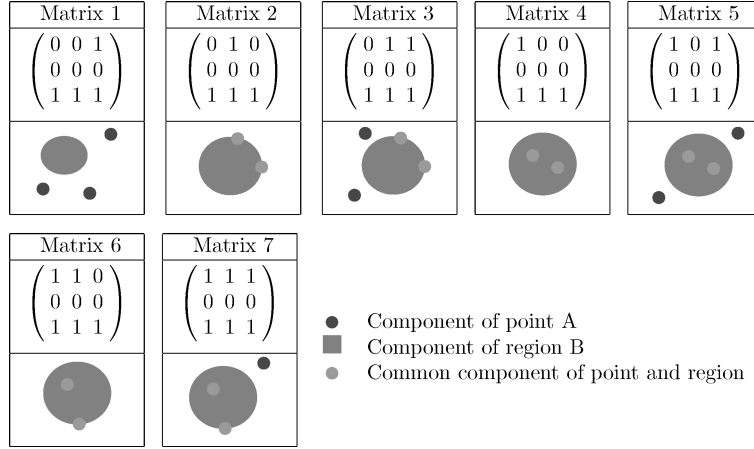 Matrix 1 Matrix 2 Matrix 3 Matrix 4 Matrix 5
0 0 1 0 1 0 0 1 1 1 0 0 1 0 1
0 0 0 0 0 0 0 0 0 0 0 0 0 0 0
1 1 1 1 1 1 1 1 1 1 1 1 1 1 1
Matrix 6 Matrix 7
1 1 0 1 1 1
0 0 0 0 0 0
1 1 1 1 1 1
Component of point A
Component of region B
Common component of point and region